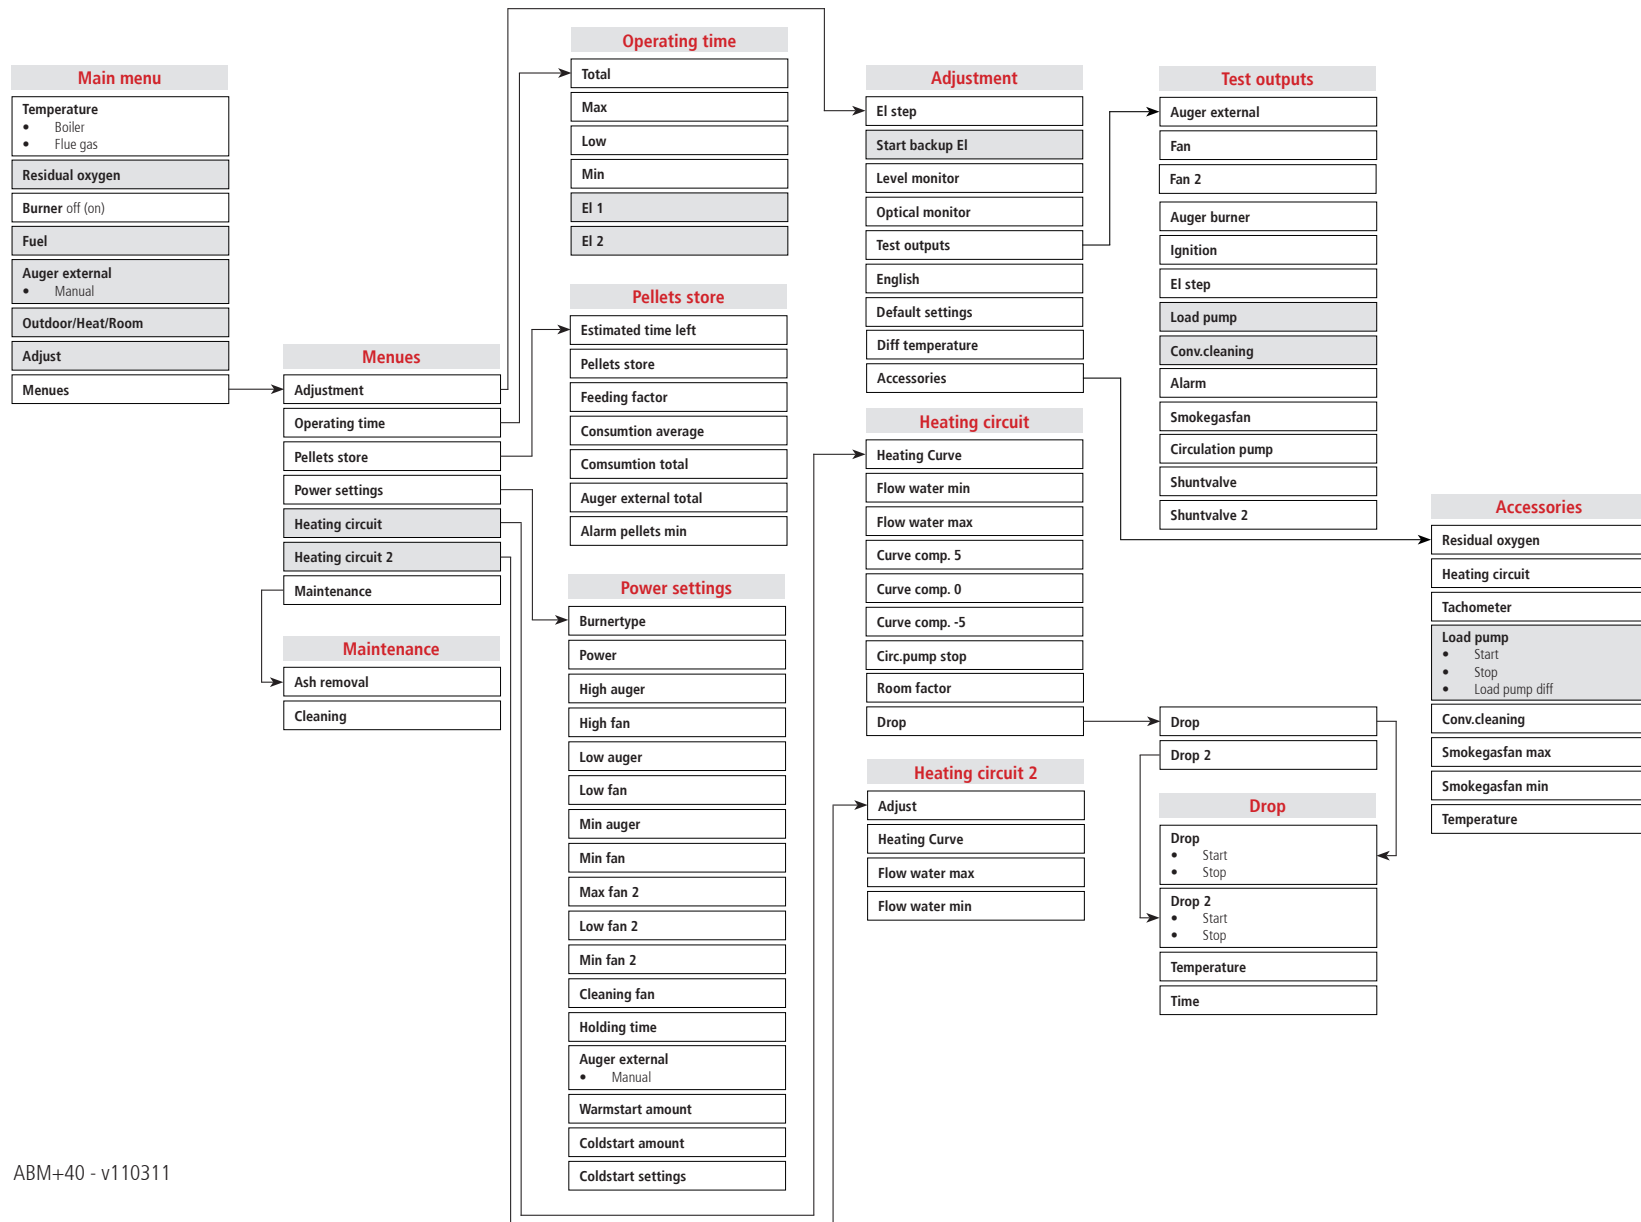 Main menu
Temperature
• Boiler
• Flue gas
Residual oxygen
Burner off (on)
Fuel
Auger external
• Manual
Outdoor/Heat/Room
Adjust
Menues
Menues
Adjustment
Operating time
Pellets store
Power settings
Heating circuit
Heating circuit 2
Maintenance
Maintenance
Ash removal
Cleaning
Operating time
Total
Max
Low
Min
El 1
El 2
Pellets store
Estimated time left
Pellets store
Feeding factor
Consumtion average
Comsumtion total
Auger external total
Alarm pellets min
Power settings
Burnertype
Power
High auger
High fan
Low auger
Low fan
Min auger
Min fan
Max fan 2
Low fan 2
Min fan 2
Cleaning fan
Holding time
Auger external
• Manual
Warmstart amount
Coldstart amount
Coldstart settings
Adjustment
El step
Start backup El
Level monitor
Optical monitor
Test outputs
English
Default settings
Diff temperature
Accessories
Heating circuit
Heating Curve
Flow water min
Flow water max
Curve comp. 5
Curve comp. 0
Curve comp. -5
Circ.pump stop
Room factor
Drop
Heating circuit 2
Adjust
Heating Curve
Flow water max
Flow water min
Test outputs
Auger external
Fan
Fan 2
Auger burner
Ignition
El step
Load pump
Conv.cleaning
Alarm
Smokegasfan
Circulation pump
Shuntvalve
Shuntvalve 2
Drop
Drop 2
Drop
Drop
• Start
• Stop
Drop 2
• Start
• Stop
Temperature
Time
Accessories
Residual oxygen
Heating circuit
Tachometer
Load pump
• Start
• Stop
• Load pump diff
Conv.cleaning
Smokegasfan max
Smokegasfan min
Temperature
ABM+40 - v110311